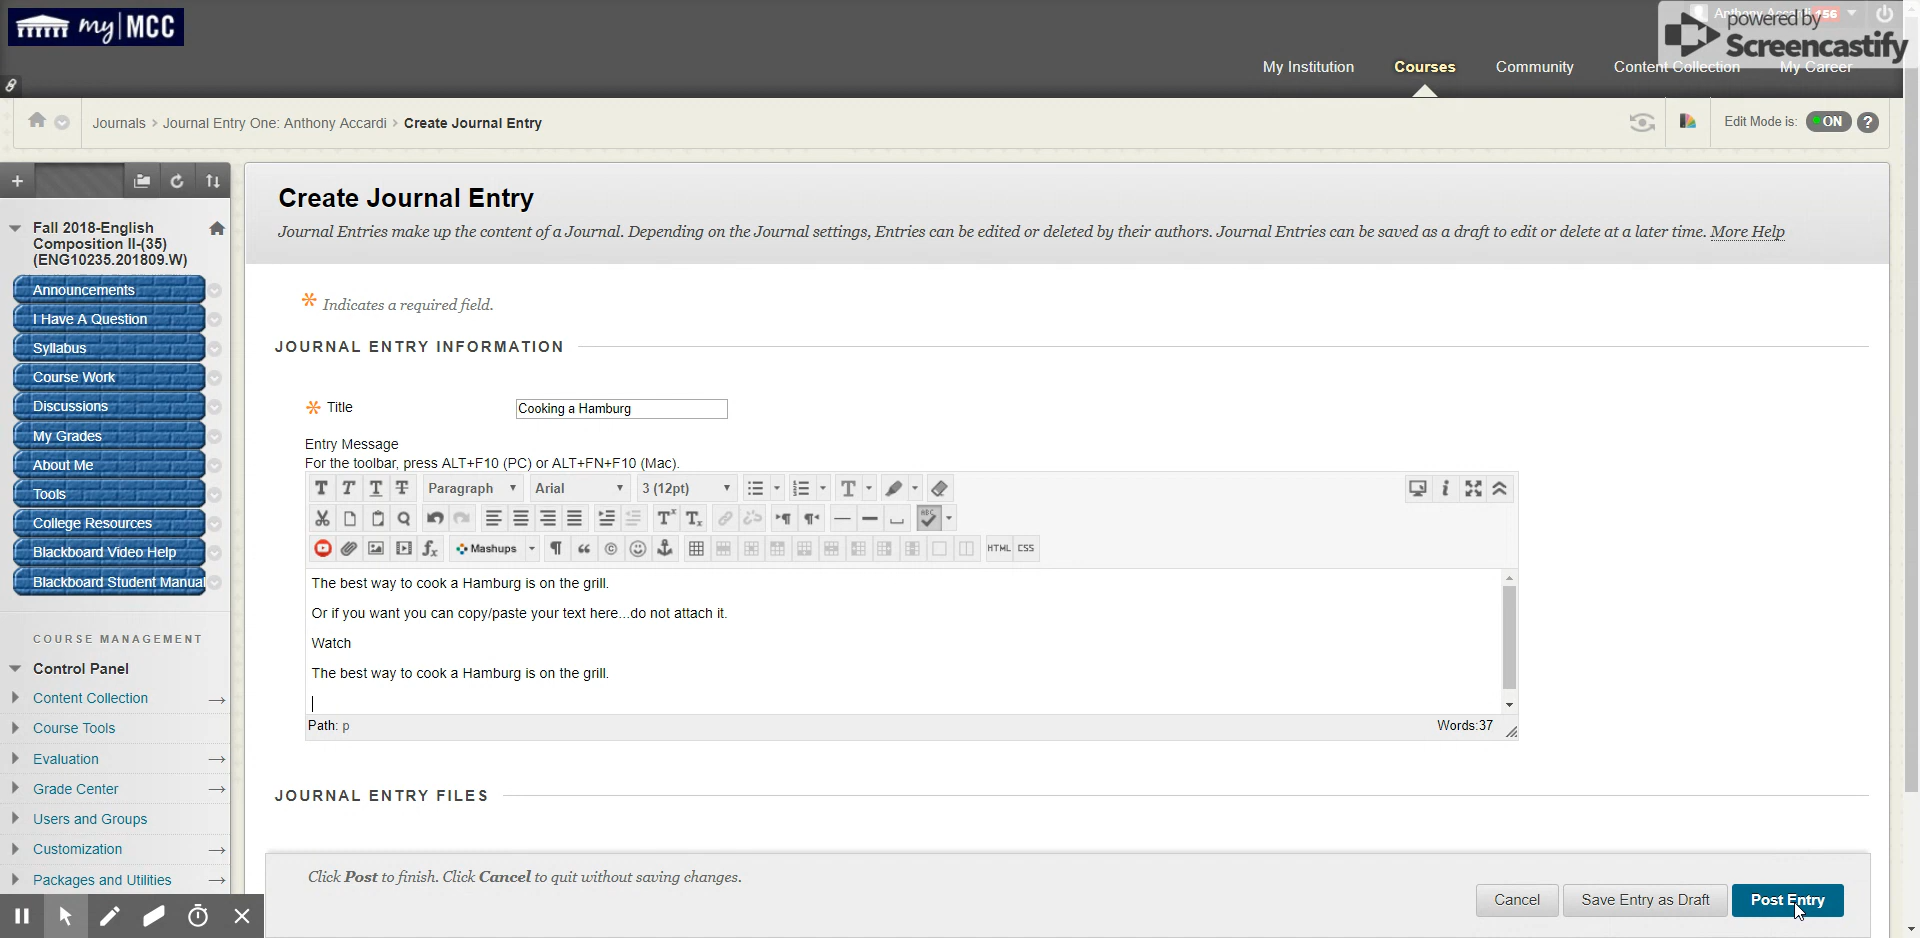 my|MCC
Anthony Accardi 156
powered by
Screencastify
My Institution
Courses
Community
Content Collection
My Career
Journals > Journal Entry One: Anthony Accardi > Create Journal Entry
Edit Mode is: ON ?
Fall 2018-English
Composition II-(35)
(ENG10235.201809.W)
Announcements
I Have A Question
Syllabus
Course Work
Discussions
My Grades
About Me
Tools
College Resources
Blackboard Video Help
Blackboard Student Manual
COURSE MANAGEMENT
Control Panel
Content Collection
Course Tools
Evaluation
Grade Center
Users and Groups
Customization
Packages and Utilities
Create Journal Entry
Journal Entries make up the content of a Journal. Depending on the Journal settings, Entries can be edited or deleted by their authors. Journal Entries can be saved as a draft to edit or delete at a later time. More Help
Indicates a required field.
JOURNAL ENTRY INFORMATION
Title
Cooking a Hamburg
Entry Message
For the toolbar, press ALT+F10 (PC) or ALT+FN+F10 (Mac).
T T T T Paragraph Arial 3 (12pt)
ABC
Mashups HTML CSS
The best way to cook a Hamburg is on the grill.
Or if you want you can copy/paste your text here...do not attach it.
Watch
The best way to cook a Hamburg is on the grill.
Path: p
Words:37
JOURNAL ENTRY FILES
Click Post to finish. Click Cancel to quit without saving changes.
Cancel
Save Entry as Draft
Post Entry